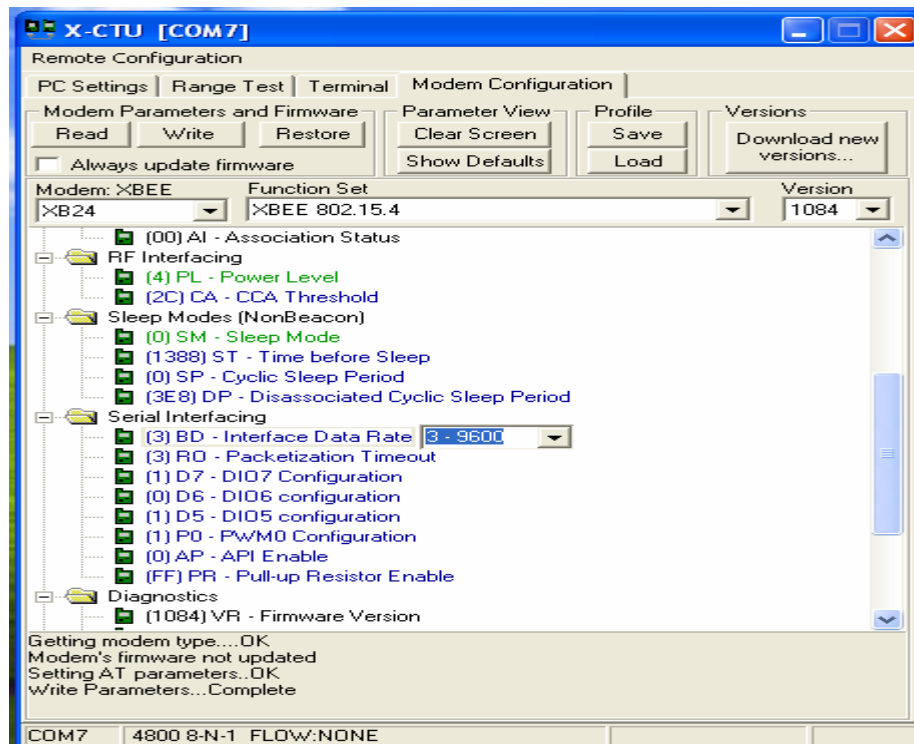 X-CTU [COM7]
Remote Configuration
PC Settings Range Test Terminal Modem Configuration
Modem Parameters and Firmware Parameter View Profile Versions
Read Write Restore Clear Screen Save Download new versions...
Always update firmware Show Defaults Load
Modem: XBEE Function Set Version
XB24 XBEE 802.15.4 1084
(00) AI - Association Status
RF Interfacing
(4) PL - Power Level
(2C) CA - CCA Threshold
Sleep Modes (NonBeacon)
(0) SM - Sleep Mode
(1388) ST - Time before Sleep
(0) SP - Cyclic Sleep Period
(3E8) DP - Disassociated Cyclic Sleep Period
Serial Interfacing
(3) BD - Interface Data Rate 3 - 9600
(3) RO - Packetization Timeout
(1) D7 - DIO7 Configuration
(0) D6 - DIO6 configuration
(1) D5 - DIO5 configuration
(1) P0 - PWM0 Configuration
(0) AP - API Enable
(FF) PR - Pull-up Resistor Enable
Diagnostics
(1084) VR - Firmware Version
Getting modem type....OK
Modem's firmware not updated
Setting AT parameters..OK
Write Parameters...Complete
COM7 4800 8-N-1 FLOW:NONE